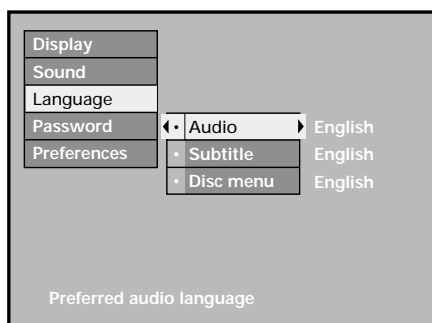 Display
Sound
Language
Password
Preferences
• Audio English
• Subtitle English
• Disc menu English
Preferred audio language